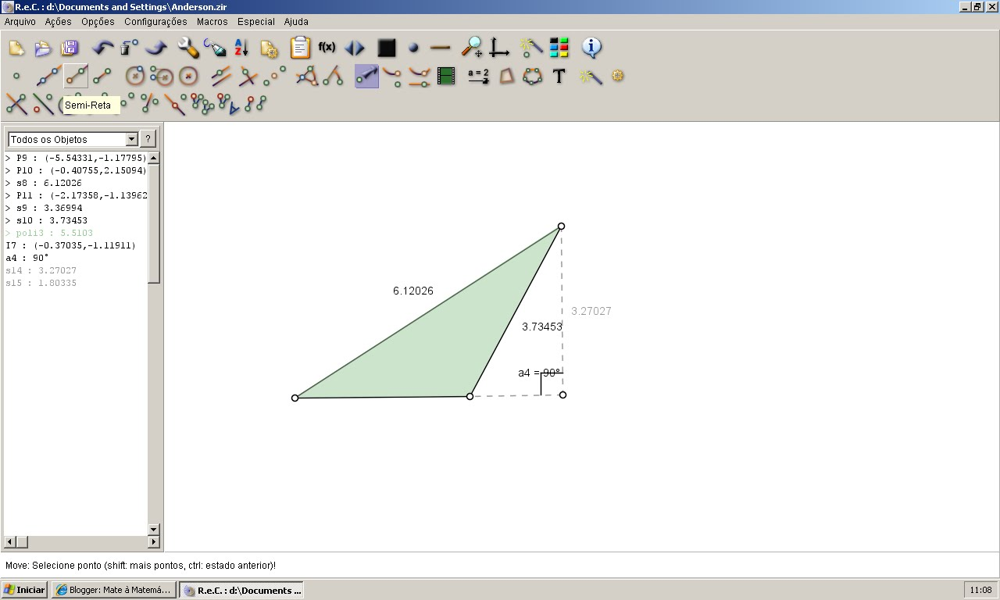 R.e.C. : d:\Documents and Settings\Anderson.zir
Arquivo Ações Opções Configurações Macros Especial Ajuda
A
Z
f(x)
a = 2
T
Semi-Reta
Todos os Objetos
?
> P9 : (-5.54331,-1.17795)
> P10 : (-0.40755,2.15094)
> s8 : 6.12026
> P11 : (-2.17358,-1.13962
> s9 : 3.36994
> s10 : 3.73453
> poli3 : 5.5103
I7 : (-0.37035,-1.11911)
a4 : 90°
s14 : 3.27027
s15 : 1.80335
6.12026
3.27027
3.73453
a4 = 90°
Move: Selecione ponto (shift: mais pontos, ctrl: estado anterior)!
Iniciar
Blogger: Mate à Matemá...
R.e.C. : d:\Documents ...
11:08